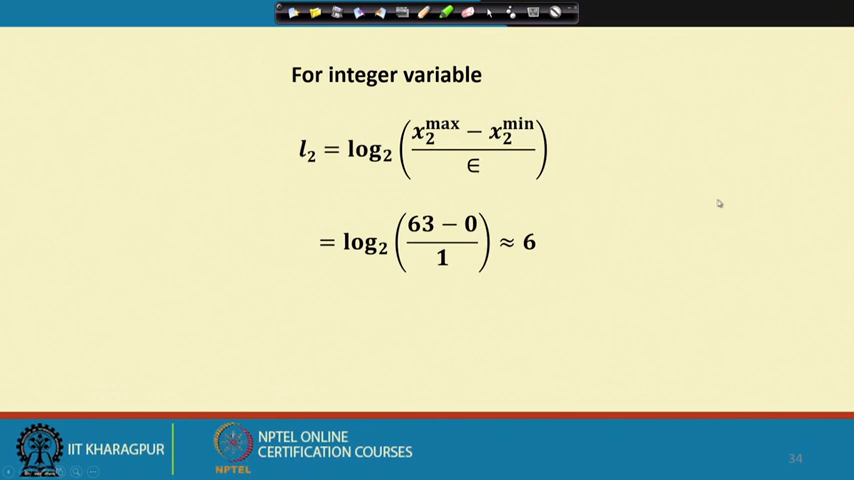 For integer variable
l₂ = log₂ ( (x₂^max − x₂^min) / ∈ )
= log₂ ( (63 − 0) / 1 ) ≈ 6
IIT KHARAGPUR
NPTEL
NPTEL ONLINE
CERTIFICATION COURSES
34